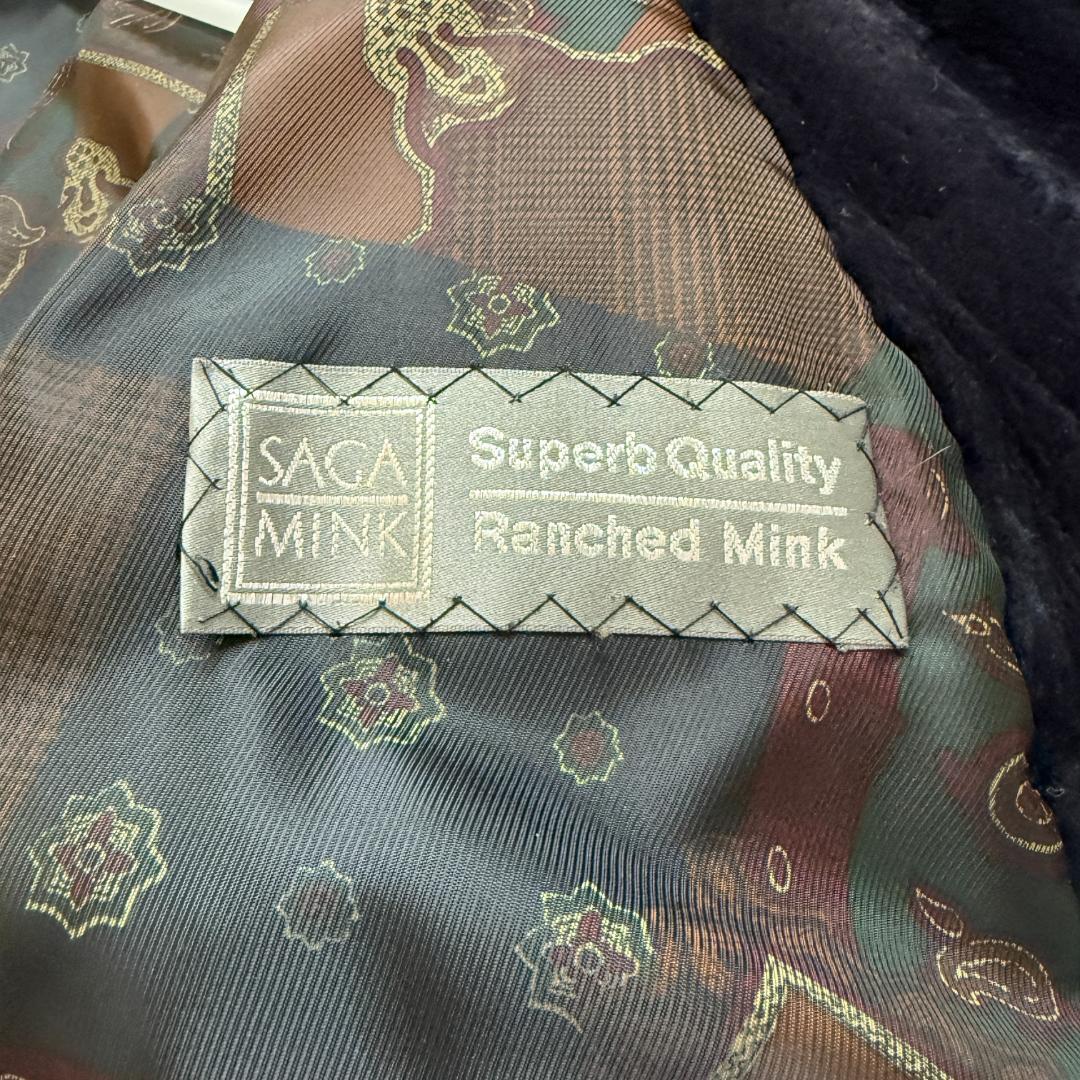 SAGA
MINK
Superb Quality
Ranched Mink